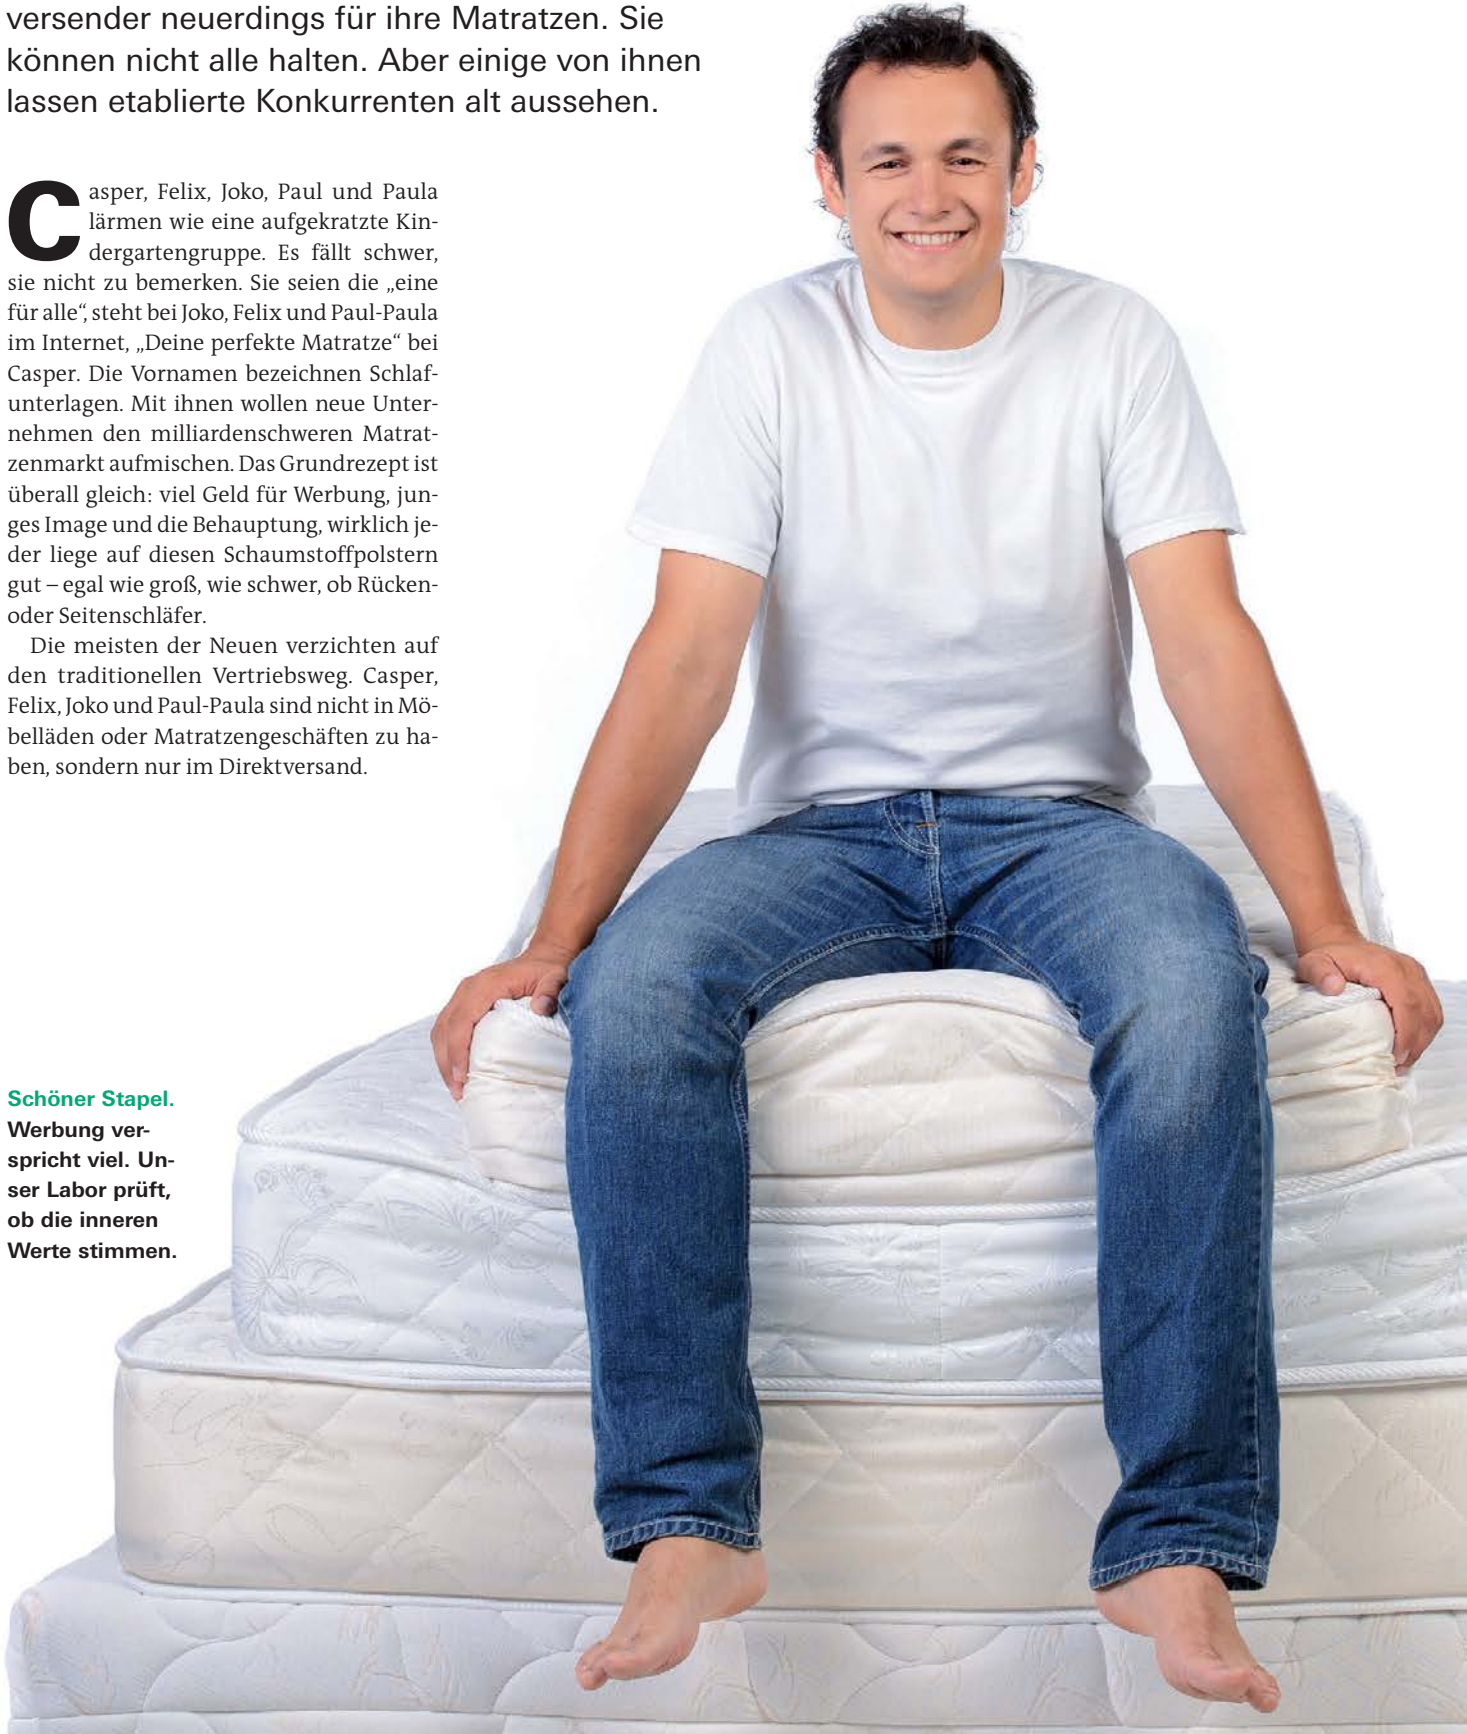 versender neuerdings für ihre Matratzen. Sie
können nicht alle halten. Aber einige von ihnen
lassen etablierte Konkurrenten alt aussehen.
Casper, Felix, Joko, Paul und Paula
lärmen wie eine aufgekratzte Kin-
dergartengruppe. Es fällt schwer,
sie nicht zu bemerken. Sie seien die „eine
für alle“, steht bei Joko, Felix und Paul-Paula
im Internet, „Deine perfekte Matratze“ bei
Casper. Die Vornamen bezeichnen Schlaf-
unterlagen. Mit ihnen wollen neue Unter-
nehmen den milliardenschweren Matrat-
zenmarkt aufmischen. Das Grundrezept ist
überall gleich: viel Geld für Werbung, jun-
ges Image und die Behauptung, wirklich je-
der liege auf diesen Schaumstoffpolstern
gut – egal wie groß, wie schwer, ob Rücken-
oder Seitenschläfer.
Die meisten der Neuen verzichten auf
den traditionellen Vertriebsweg. Casper,
Felix, Joko und Paul-Paula sind nicht in Mö-
belläden oder Matratzengeschäften zu ha-
ben, sondern nur im Direktversand.
Schöner Stapel.
Werbung ver-
spricht viel. Un-
ser Labor prüft,
ob die inneren
Werte stimmen.